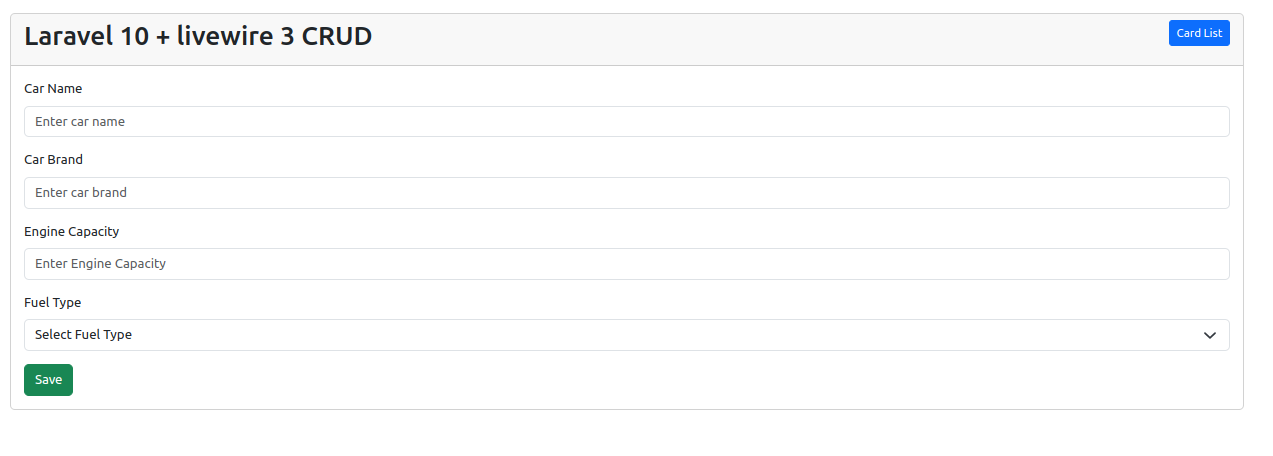 Laravel 10 + livewire 3 CRUD
Card List
Car Name
Enter car name
Car Brand
Enter car brand
Engine Capacity
Enter Engine Capacity
Fuel Type
Select Fuel Type
Save